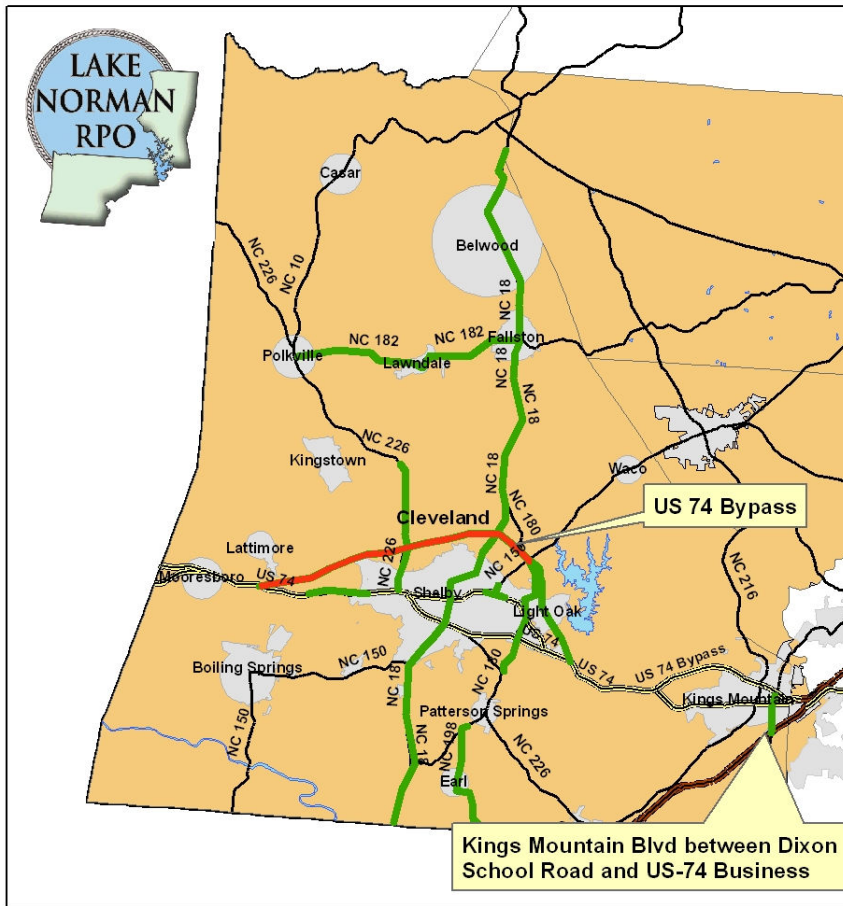 LAKE
NORMAN
RPO
Casar
Belwood
NC 226
NC 10
NC 18
NC 182
NC 182
Fallston
Polkville
Lawndale
NC 18
NC 18
NC 226
Kingstown
NC 18
Waco
US 74 Bypass
Cleveland
NC 180
Lattimore
NC 226
NC 150
NC 216
Mooresboro
US 74
Shelby
Light Oak
US 74
Boiling Springs
NC 150
NC 18
NC 180
US 74
US 74 Bypass
Kings Mountain
Patterson Springs
NC 150
NC 18
NC 198
NC 226
Earl
Kings Mountain Blvd between Dixon
School Road and US-74 Business